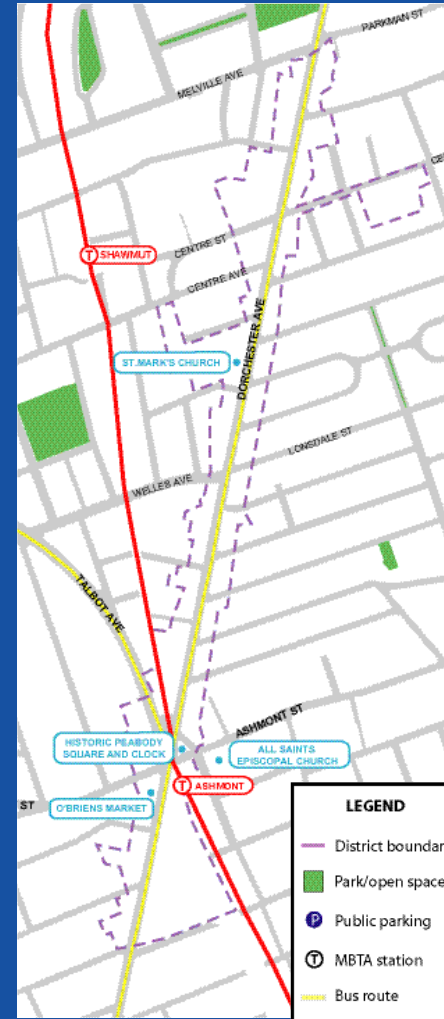 PARKMAN ST
MELVILLE AVE
CENTRE ST
T SHAWMUT
CENTRE AVE
DORCHESTER AVE
ST.MARK'S CHURCH
LONSDALE ST
WELLES AVE
TALBOT AVE
ASHMONT ST
HISTORIC PEABODY
SQUARE AND CLOCK
ALL SAINTS
EPISCOPAL CHURCH
T ASHMONT
ST
O'BRIENS MARKET
LEGEND
District boundar
Park/open space
P Public parking
T MBTA station
Bus route